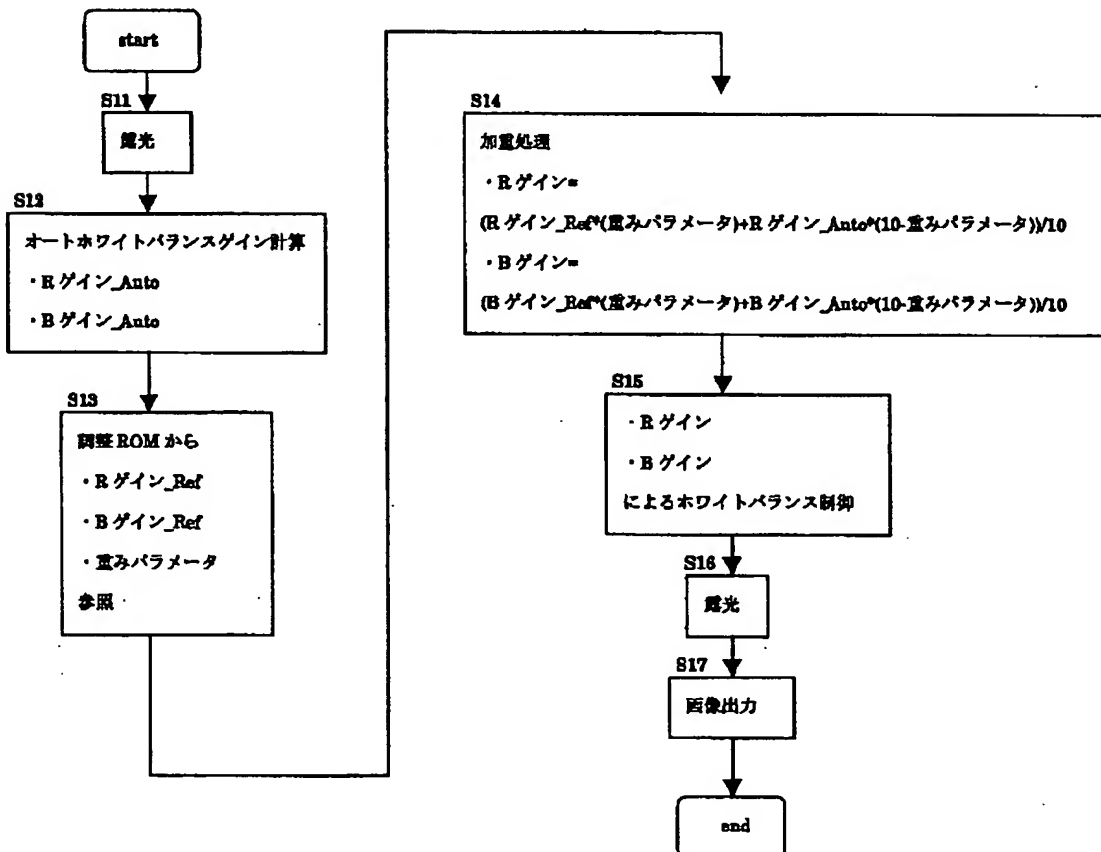 start
S11
露光
S12
オートホワイトバランスゲイン計算
・Rゲイン_Auto
・Bゲイン_Auto
S13
調整ROMから
・Rゲイン_Ref
・Bゲイン_Ref
・重みパラメータ
参照
S14
加重処理
・Rゲイン=
(Rゲイン_Ref*(重みパラメータ)+Rゲイン_Auto*(10-重みパラメータ))/10
・Bゲイン=
(Bゲイン_Ref*(重みパラメータ)+Bゲイン_Auto*(10-重みパラメータ))/10
S15
・Rゲイン
・Bゲイン
によるホワイトバランス制御
S16
露光
S17
画像出力
end